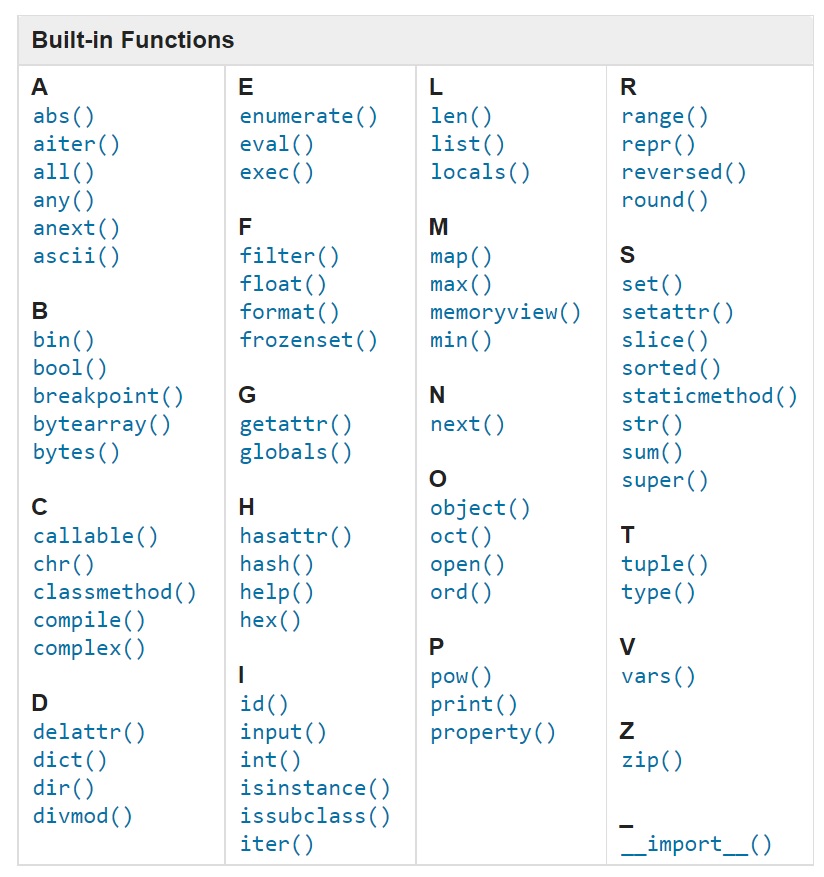 Built-in Functions
A
abs()
aiter()
all()
any()
anext()
ascii()
B
bin()
bool()
breakpoint()
bytearray()
bytes()
C
callable()
chr()
classmethod()
compile()
complex()
D
delattr()
dict()
dir()
divmod()
E
enumerate()
eval()
exec()
F
filter()
float()
format()
frozenset()
G
getattr()
globals()
H
hasattr()
hash()
help()
hex()
I
id()
input()
int()
isinstance()
issubclass()
iter()
L
len()
list()
locals()
M
map()
max()
memoryview()
min()
N
next()
O
object()
oct()
open()
ord()
P
pow()
print()
property()
R
range()
repr()
reversed()
round()
S
set()
setattr()
slice()
sorted()
staticmethod()
str()
sum()
super()
T
tuple()
type()
V
vars()
Z
zip()
_
__import__()